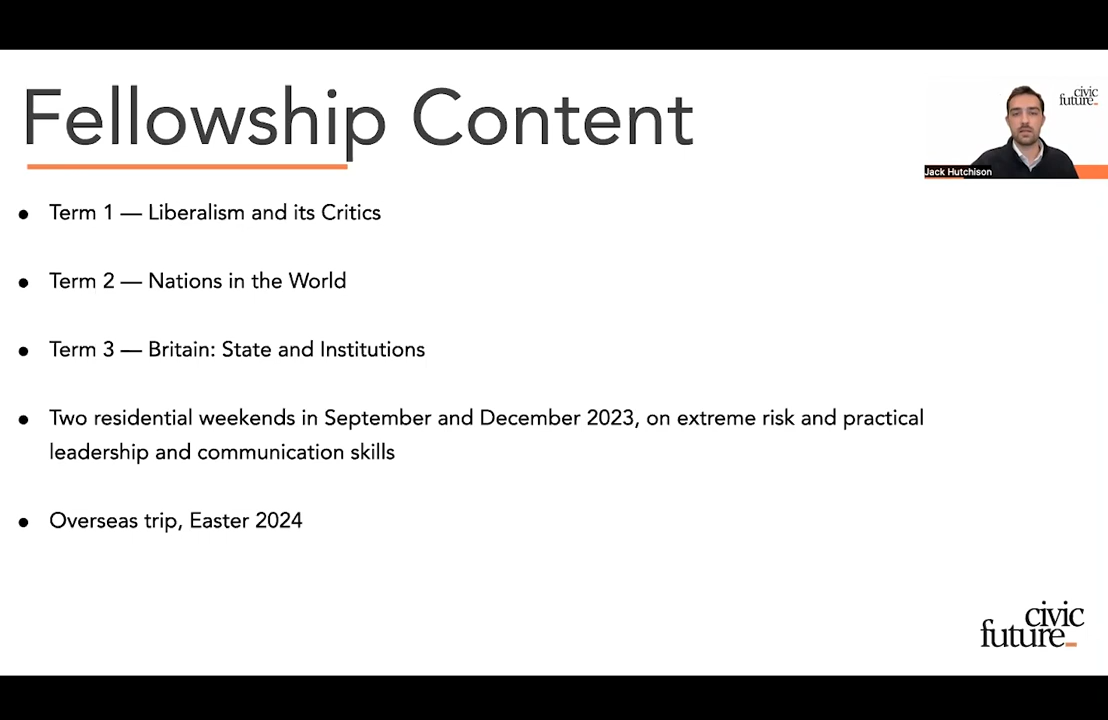 Fellowship Content
civic
future_
Jack Hutchison
● Term 1 — Liberalism and its Critics
● Term 2 — Nations in the World
● Term 3 — Britain: State and Institutions
● Two residential weekends in September and December 2023, on extreme risk and practical
leadership and communication skills
● Overseas trip, Easter 2024
civic
future_